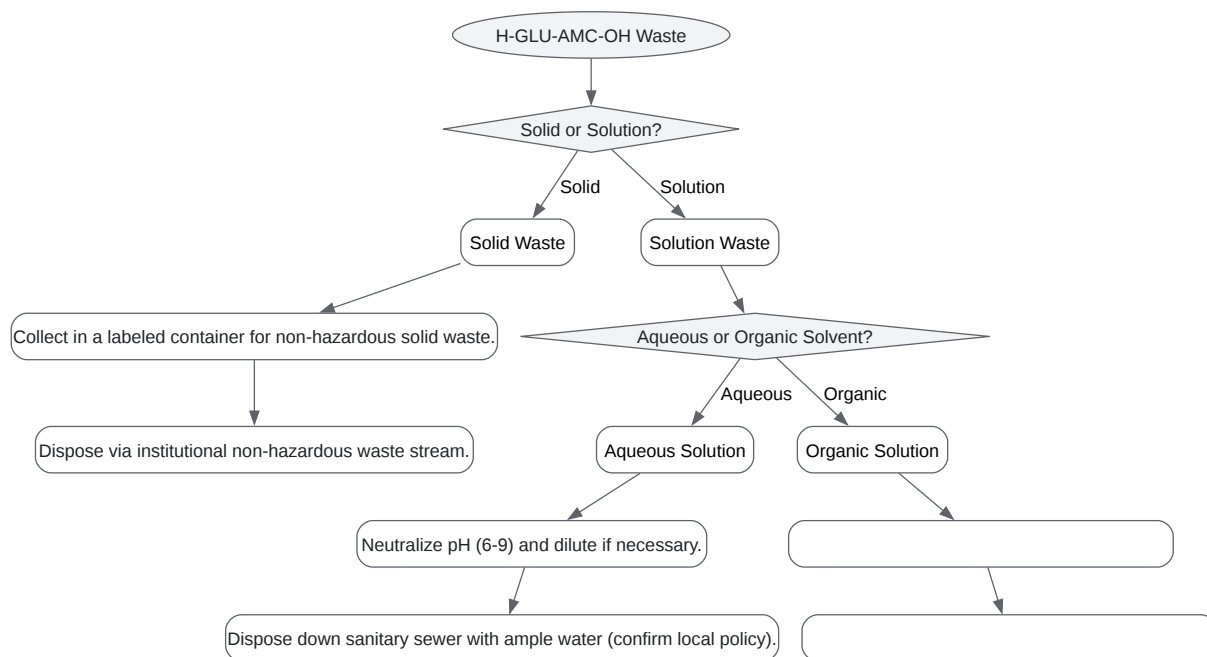 H-GLU-AMC-OH Waste
Solid or Solution?
Solid
Solution
Solid Waste
Solution Waste
Collect in a labeled container for non-hazardous solid waste.
Aqueous or Organic Solvent?
Aqueous
Organic
Dispose via institutional non-hazardous waste stream.
Aqueous Solution
Organic Solution
Neutralize pH (6-9) and dilute if necessary.
Dispose down sanitary sewer with ample water (confirm local policy).